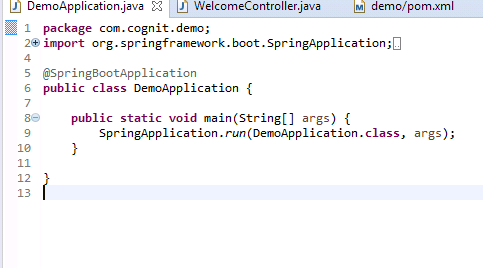 DemoApplication.java WelcomeController.java demo/pom.xml
1 package com.cognit.demo;
2 import org.springframework.boot.SpringApplication;
4
5 @SpringBootApplication
6 public class DemoApplication {
7
8 public static void main(String[] args) {
9 SpringApplication.run(DemoApplication.class, args);
10 }
11
12 }
13